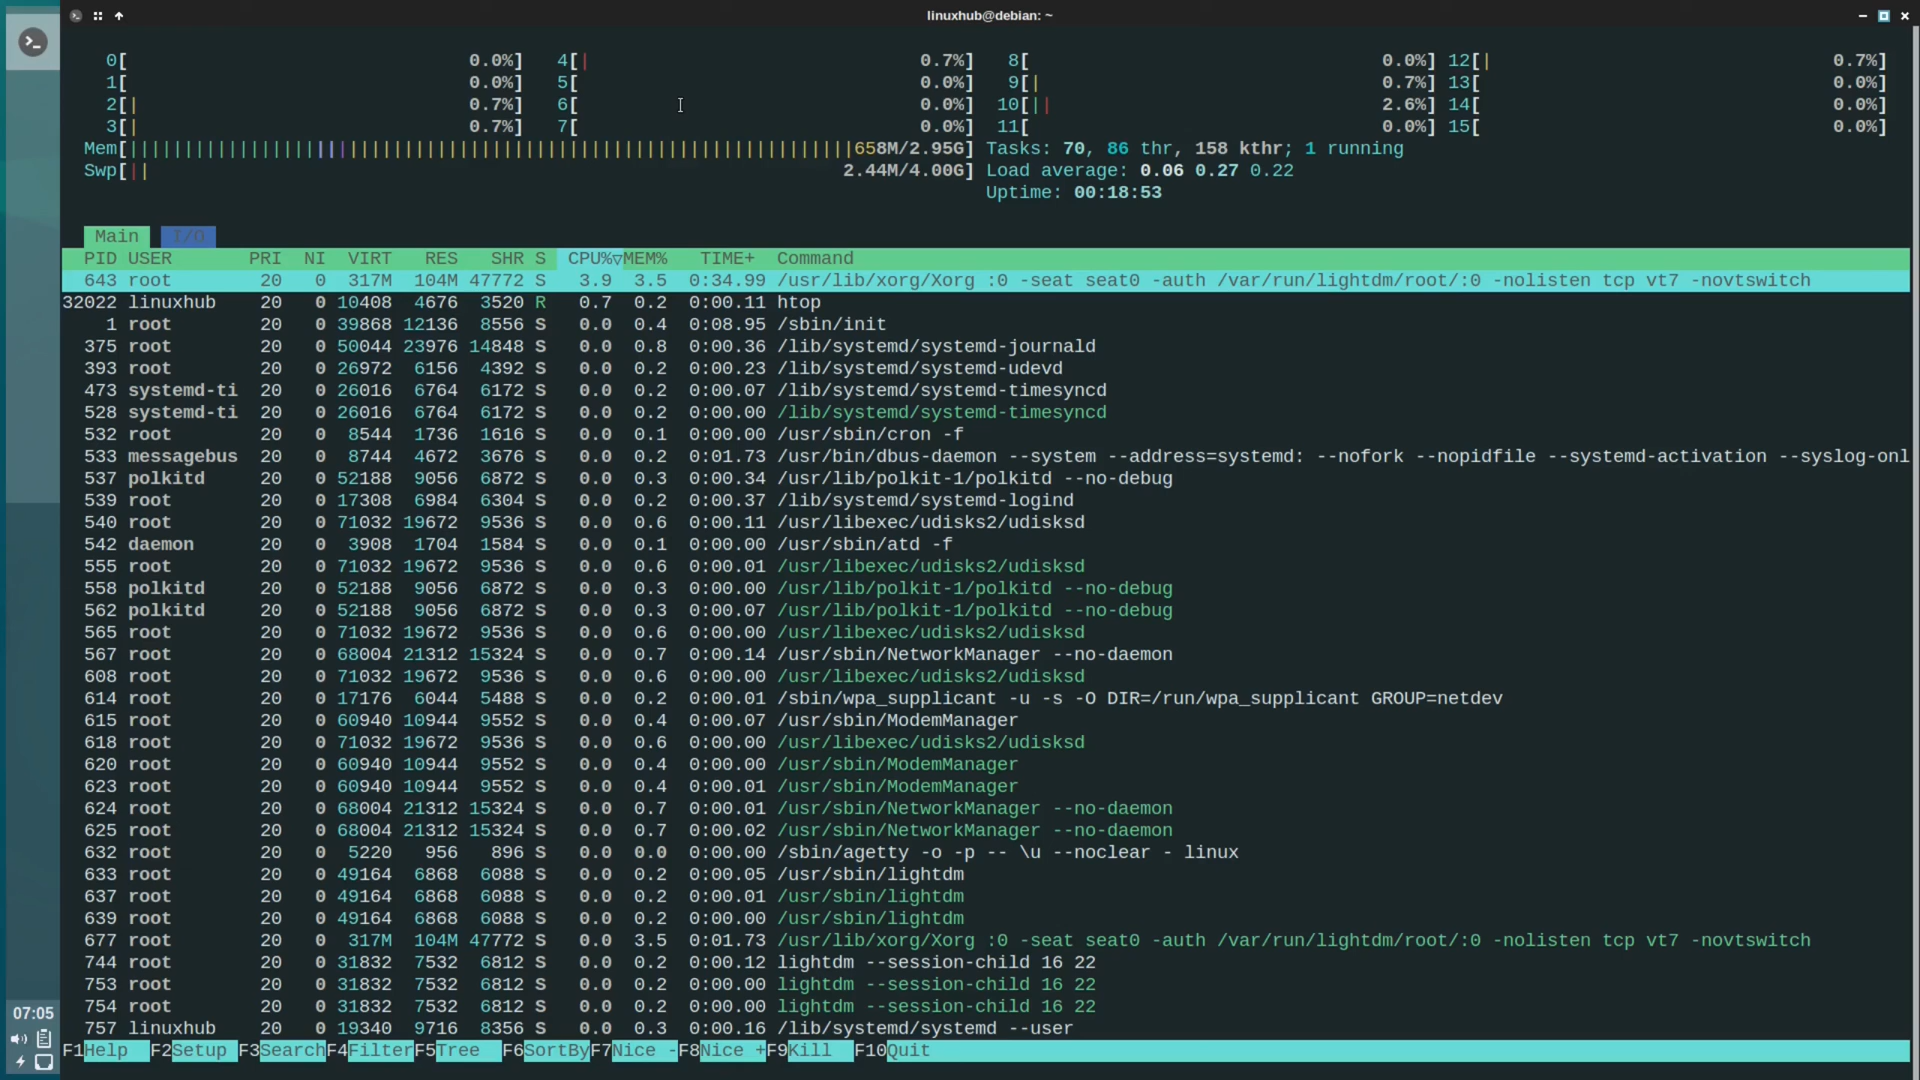 linuxhub@debian: ~
0[ 0.0%] 4[| 0.7%] 8[ 0.0%] 12[| 0.7%]
1[ 0.0%] 5[ 0.0%] 9[| 0.7%] 13[ 0.0%]
2[| 0.7%] 6[ 0.0%] 10[|| 2.6%] 14[ 0.0%]
3[| 0.7%] 7[ 0.0%] 11[ 0.0%] 15[ 0.0%]
Mem[||||||||||||||||||||||||||||||||||||||||||||||||||||||||||||||||||658M/2.95G] Tasks: 70, 86 thr, 158 kthr; 1 running
Swp[|| 2.44M/4.00G] Load average: 0.06 0.27 0.22
Uptime: 00:18:53
Main I/O
PID USER PRI NI VIRT RES SHR S CPU%▽MEM% TIME+ Command
643 root 20 0 317M 104M 47772 S 3.9 3.5 0:34.99 /usr/lib/xorg/Xorg :0 -seat seat0 -auth /var/run/lightdm/root/:0 -nolisten tcp vt7 -novtswitch
32022 linuxhub 20 0 10408 4676 3520 R 0.7 0.2 0:00.11 htop
1 root 20 0 39868 12136 8556 S 0.0 0.4 0:08.95 /sbin/init
375 root 20 0 50044 23976 14848 S 0.0 0.8 0:00.36 /lib/systemd/systemd-journald
393 root 20 0 26972 6156 4392 S 0.0 0.2 0:00.23 /lib/systemd/systemd-udevd
473 systemd-ti 20 0 26016 6764 6172 S 0.0 0.2 0:00.07 /lib/systemd/systemd-timesyncd
528 systemd-ti 20 0 26016 6764 6172 S 0.0 0.2 0:00.00 /lib/systemd/systemd-timesyncd
532 root 20 0 8544 1736 1616 S 0.0 0.1 0:00.00 /usr/sbin/cron -f
533 messagebus 20 0 8744 4672 3676 S 0.0 0.2 0:01.73 /usr/bin/dbus-daemon --system --address=systemd: --nofork --nopidfile --systemd-activation --syslog-onl
537 polkitd 20 0 52188 9056 6872 S 0.0 0.3 0:00.34 /usr/lib/polkit-1/polkitd --no-debug
539 root 20 0 17308 6984 6304 S 0.0 0.2 0:00.37 /lib/systemd/systemd-logind
540 root 20 0 71032 19672 9536 S 0.0 0.6 0:00.11 /usr/libexec/udisks2/udisksd
542 daemon 20 0 3908 1704 1584 S 0.0 0.1 0:00.00 /usr/sbin/atd -f
555 root 20 0 71032 19672 9536 S 0.0 0.6 0:00.01 /usr/libexec/udisks2/udisksd
558 polkitd 20 0 52188 9056 6872 S 0.0 0.3 0:00.00 /usr/lib/polkit-1/polkitd --no-debug
562 polkitd 20 0 52188 9056 6872 S 0.0 0.3 0:00.07 /usr/lib/polkit-1/polkitd --no-debug
565 root 20 0 71032 19672 9536 S 0.0 0.6 0:00.00 /usr/libexec/udisks2/udisksd
567 root 20 0 68004 21312 15324 S 0.0 0.7 0:00.14 /usr/sbin/NetworkManager --no-daemon
608 root 20 0 71032 19672 9536 S 0.0 0.6 0:00.00 /usr/libexec/udisks2/udisksd
614 root 20 0 17176 6044 5488 S 0.0 0.2 0:00.01 /sbin/wpa_supplicant -u -s -O DIR=/run/wpa_supplicant GROUP=netdev
615 root 20 0 60940 10944 9552 S 0.0 0.4 0:00.07 /usr/sbin/ModemManager
618 root 20 0 71032 19672 9536 S 0.0 0.6 0:00.00 /usr/libexec/udisks2/udisksd
620 root 20 0 60940 10944 9552 S 0.0 0.4 0:00.00 /usr/sbin/ModemManager
623 root 20 0 60940 10944 9552 S 0.0 0.4 0:00.01 /usr/sbin/ModemManager
624 root 20 0 68004 21312 15324 S 0.0 0.7 0:00.01 /usr/sbin/NetworkManager --no-daemon
625 root 20 0 68004 21312 15324 S 0.0 0.7 0:00.02 /usr/sbin/NetworkManager --no-daemon
632 root 20 0 5220 956 896 S 0.0 0.0 0:00.00 /sbin/agetty -o -p -- \u --noclear - linux
633 root 20 0 49164 6868 6088 S 0.0 0.2 0:00.05 /usr/sbin/lightdm
637 root 20 0 49164 6868 6088 S 0.0 0.2 0:00.01 /usr/sbin/lightdm
639 root 20 0 49164 6868 6088 S 0.0 0.2 0:00.00 /usr/sbin/lightdm
677 root 20 0 317M 104M 47772 S 0.0 3.5 0:01.73 /usr/lib/xorg/Xorg :0 -seat seat0 -auth /var/run/lightdm/root/:0 -nolisten tcp vt7 -novtswitch
744 root 20 0 31832 7532 6812 S 0.0 0.2 0:00.12 lightdm --session-child 16 22
753 root 20 0 31832 7532 6812 S 0.0 0.2 0:00.00 lightdm --session-child 16 22
754 root 20 0 31832 7532 6812 S 0.0 0.2 0:00.00 lightdm --session-child 16 22
757 linuxhub 20 0 19340 9716 8356 S 0.0 0.3 0:00.16 /lib/systemd/systemd --user
F1Help F2Setup F3SearchF4FilterF5Tree F6SortByF7Nice -F8Nice +F9Kill F10Quit
07:05